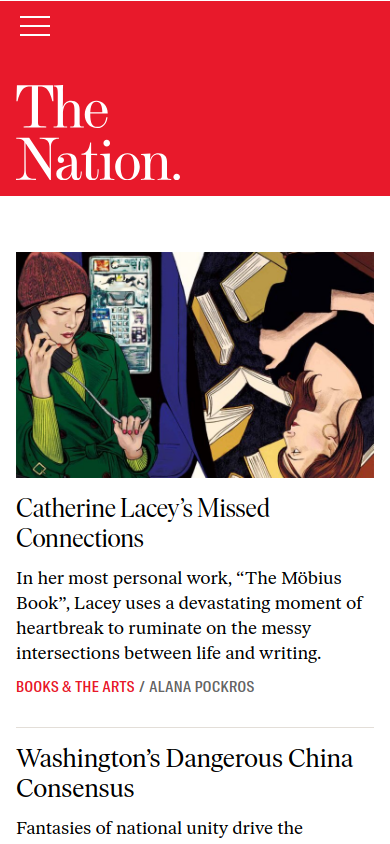 The
Nation.
Catherine Lacey’s Missed
Connections
In her most personal work, “The Möbius
Book”, Lacey uses a devastating moment of
heartbreak to ruminate on the messy
intersections between life and writing.
BOOKS & THE ARTS / ALANA POCKROS
Washington’s Dangerous China
Consensus
Fantasies of national unity drive the